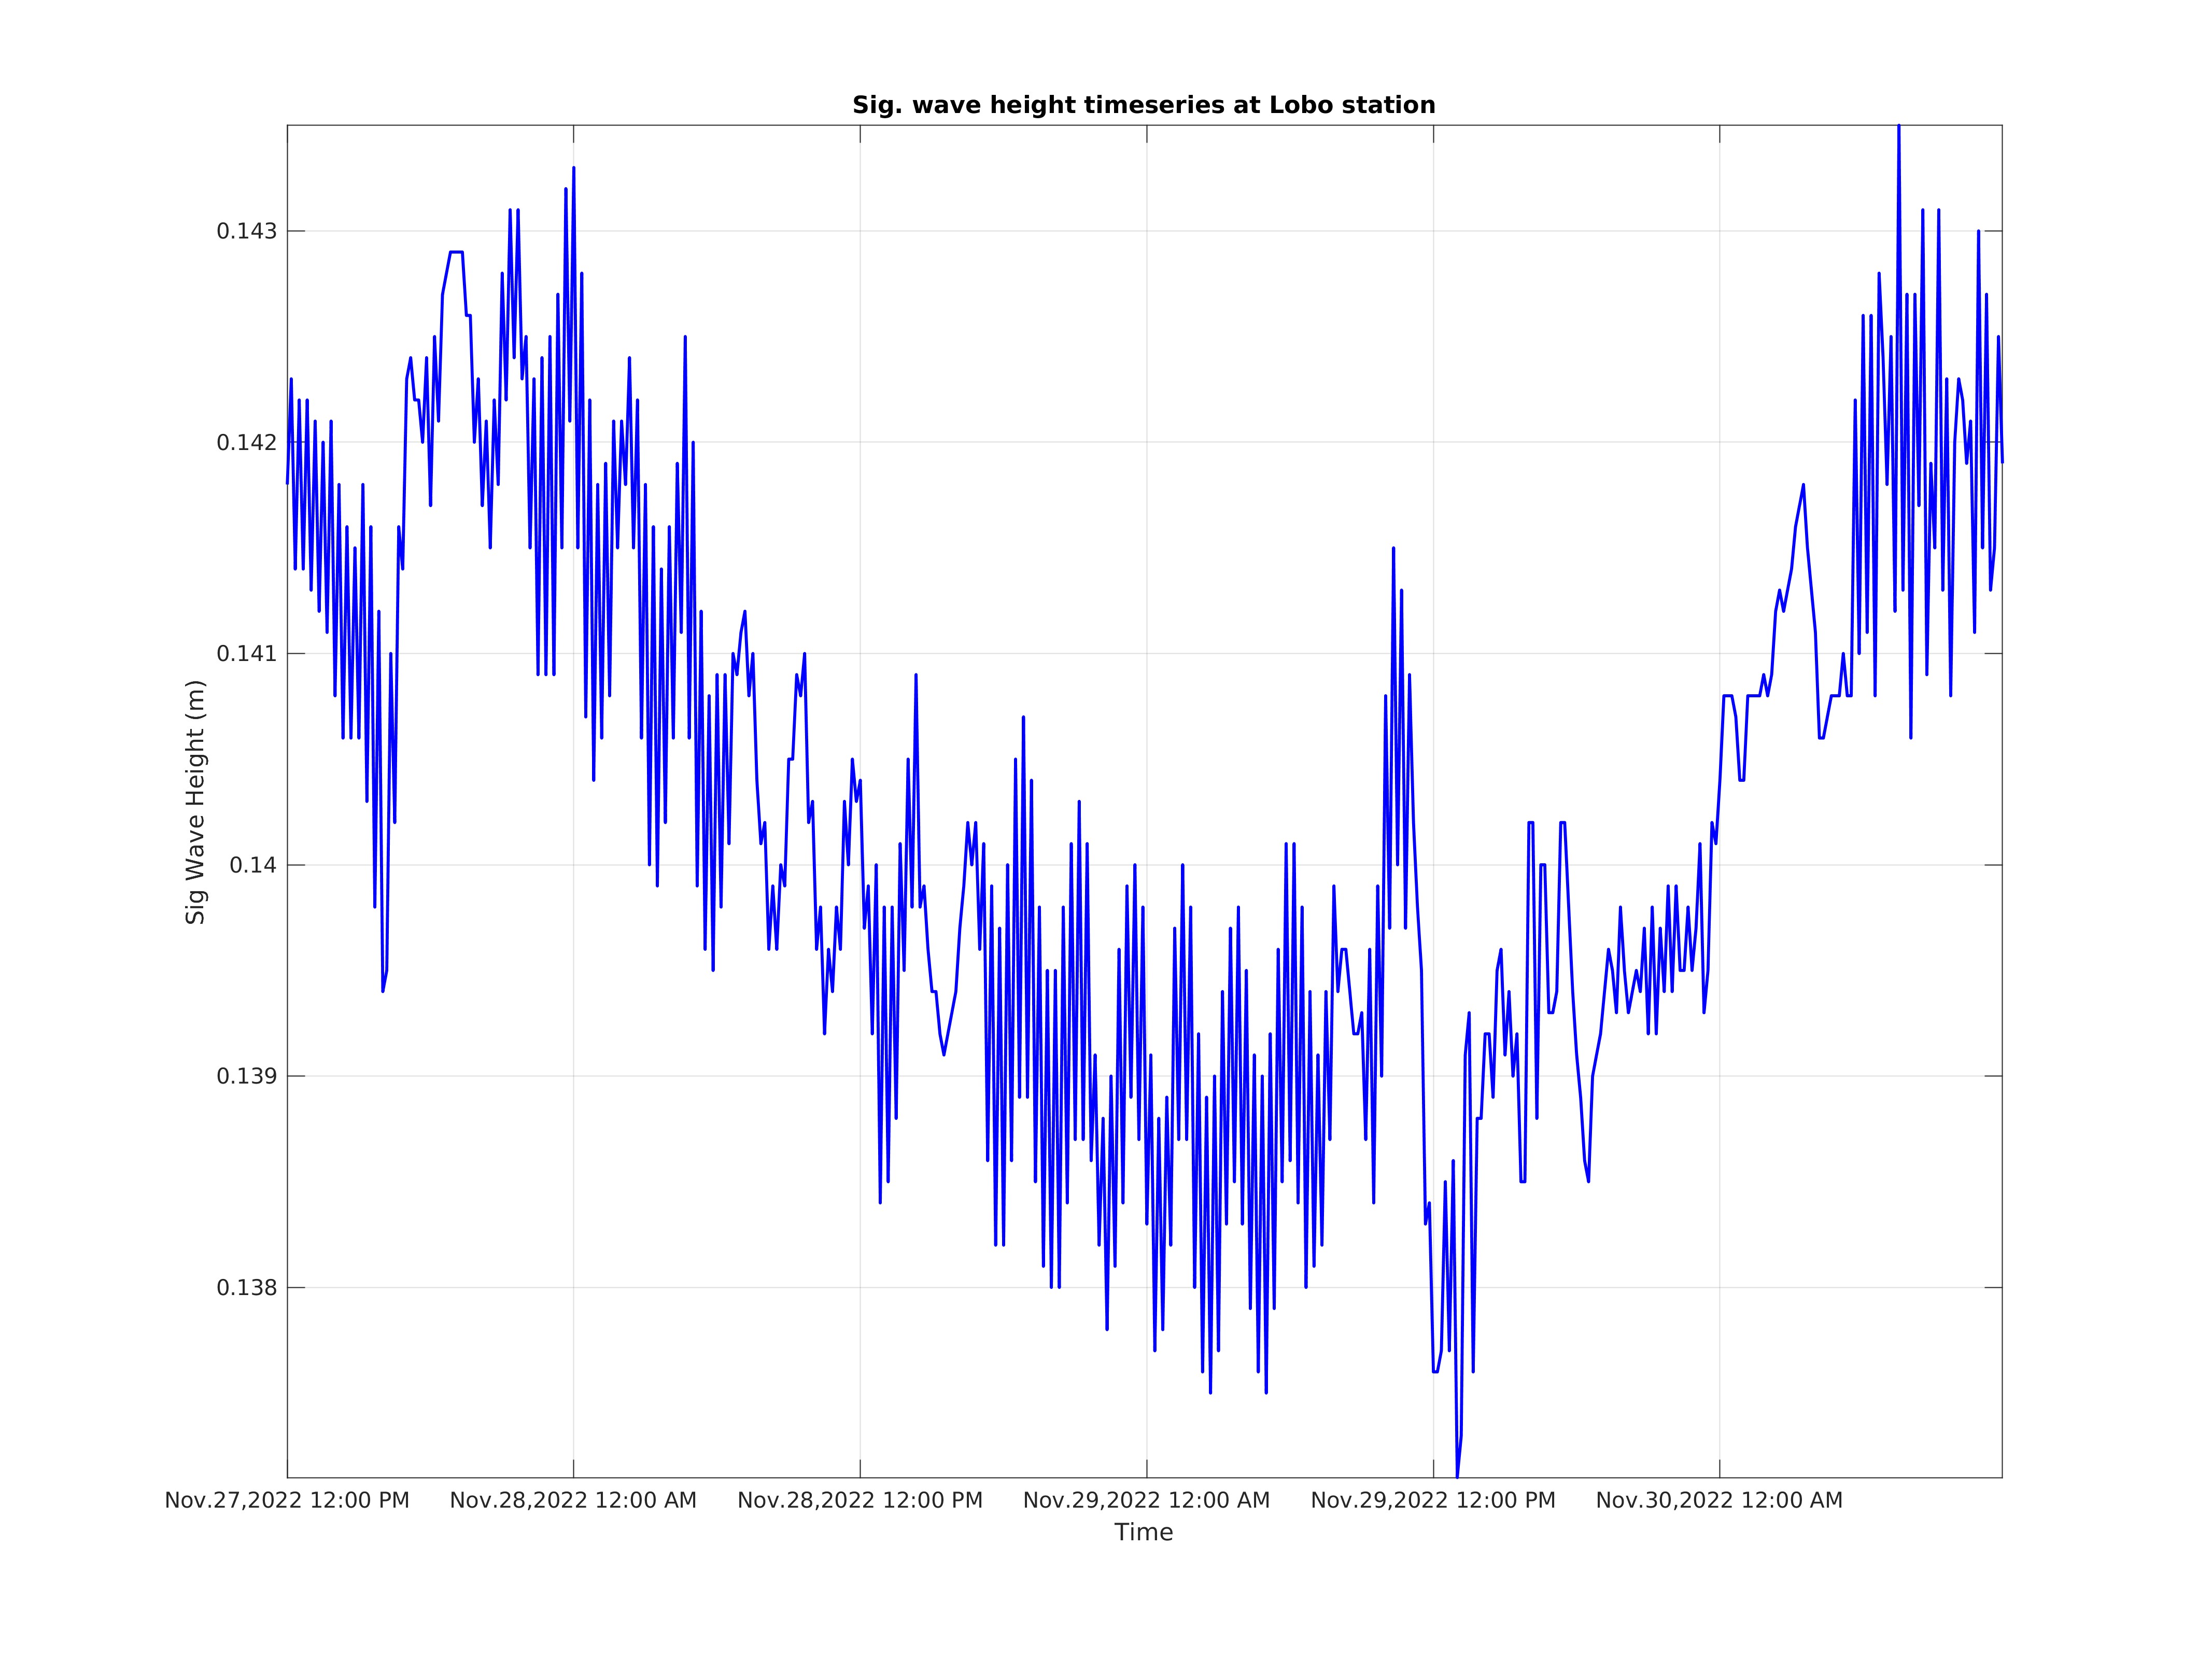 Sig. wave height timeseries at Lobo station
0.143
0.142
0.141
0.14
0.139
0.138
Sig Wave Height (m)
Nov.27,2022 12:00 PM Nov.28,2022 12:00 AM Nov.28,2022 12:00 PM Nov.29,2022 12:00 AM Nov.29,2022 12:00 PM Nov.30,2022 12:00 AM
Time